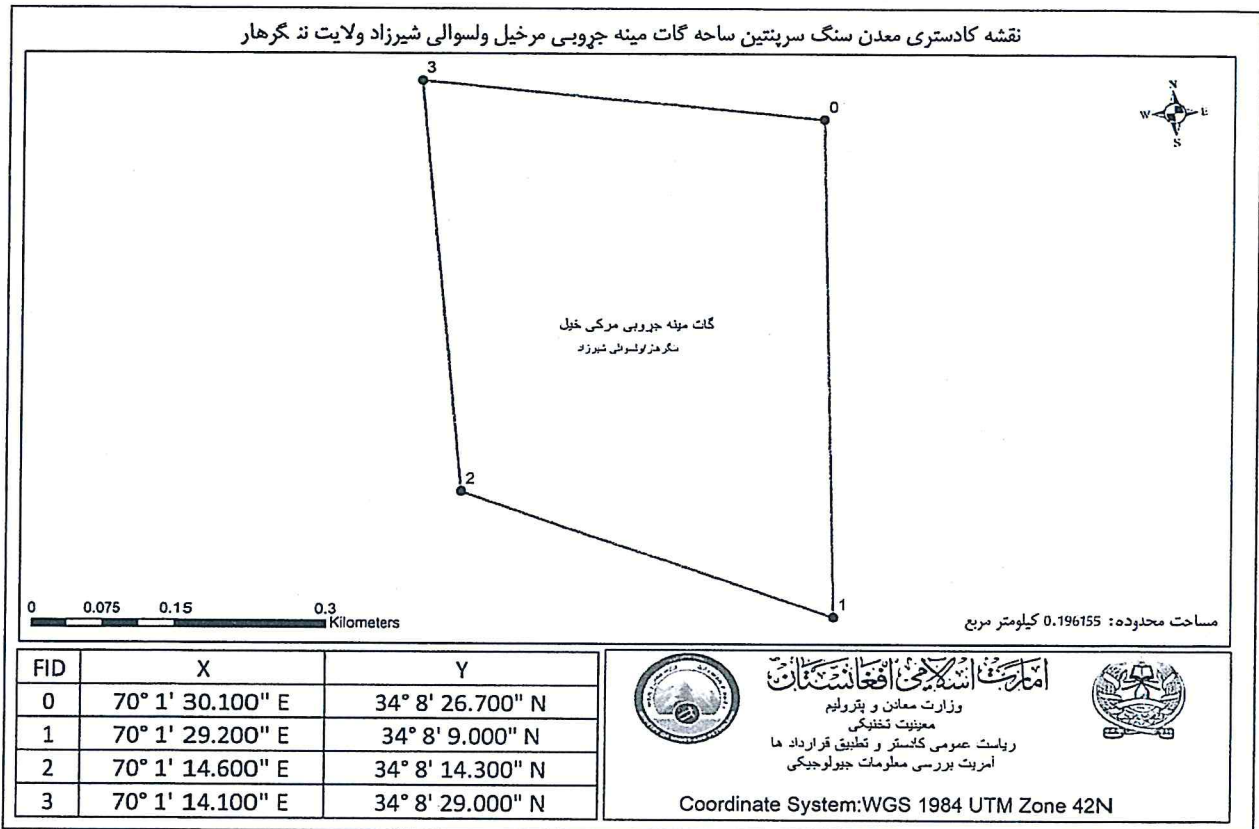 نقشه کادستری معدن سنگ سرپنتین ساحه گات مینه جروبی مرخیل ولسوالی شیرزاد ولایت ننگرهار
3
0
N
W E
S
گات مینه جروبی مرکی خیل
ننگرهار/ولسوالی شیرزاد
2
1
0 0.075 0.15 0.3
Kilometers
مساحت محدوده: 0.196155 کیلومتر مربع
FID X Y
0 70° 1' 30.100" E 34° 8' 26.700" N
1 70° 1' 29.200" E 34° 8' 9.000" N
2 70° 1' 14.600" E 34° 8' 14.300" N
3 70° 1' 14.100" E 34° 8' 29.000" N
امارت اسلامی افغانستان
وزارت معادن و پترولیم
معینیت تخنیکی
ریاست عمومی کادستر و تطبیق قرارداد ها
آمریت بررسی معلومات جیولوجیکی
Coordinate System:WGS 1984 UTM Zone 42N